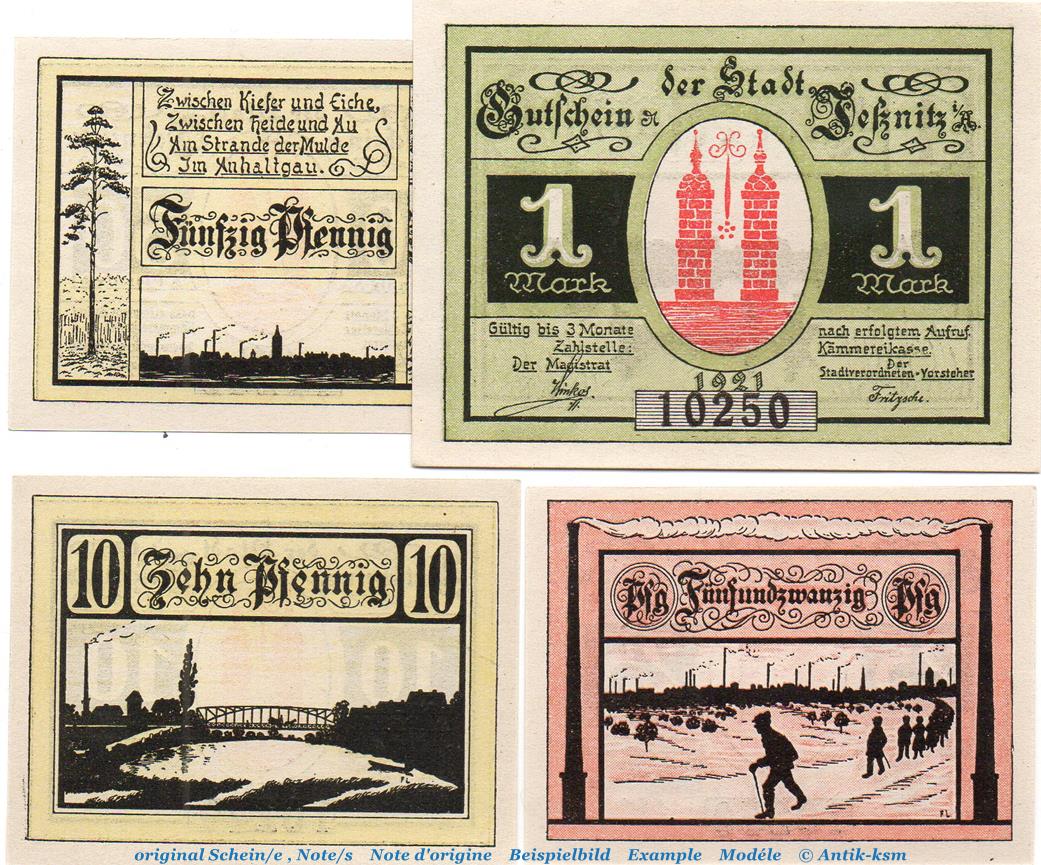 Zwischen Kiefer und Eiche,
Zwischen Heide und Au
Am Strande der Mulde
Im Anhaltgau.
Fünfzig Pfennig
Gutschein
der Stadt
Jeßnitz i/A.
1
Mark
1
Mark
Gültig bis 3 Monate
Zahlstelle:
Der Magistrat
nach erfolgtem Aufruf.
Kämmereikasse.
Der
Stadtverordneten-Vorsteher
Fritzsche.
1921
10250
10
Zehn Pfennig
10
FL
Pfg
Fünfundzwanzig
Pfg
FL
original Schein/e , Note/s Note d'origine Beispielbild Example Modéle © Antik-ksm